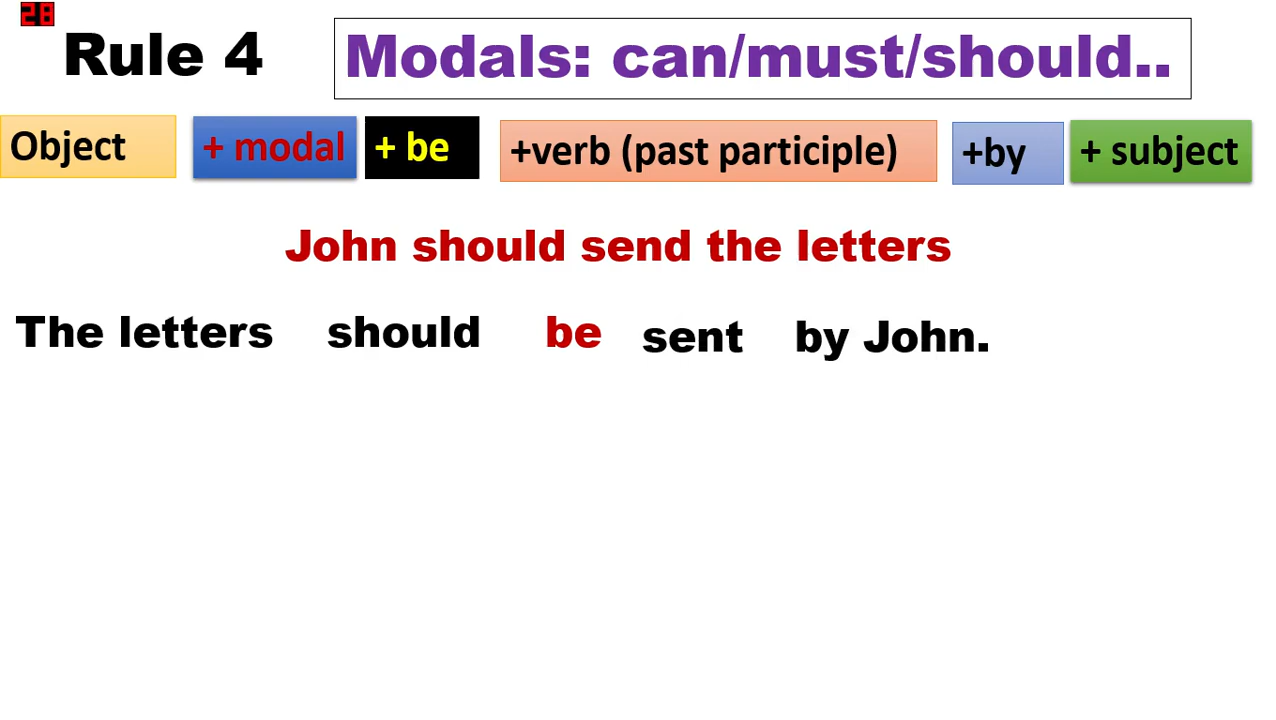 28
Rule 4 Modals: can/must/should..
Object + modal + be +verb (past participle) +by + subject
John should send the letters
The letters should be sent by John.